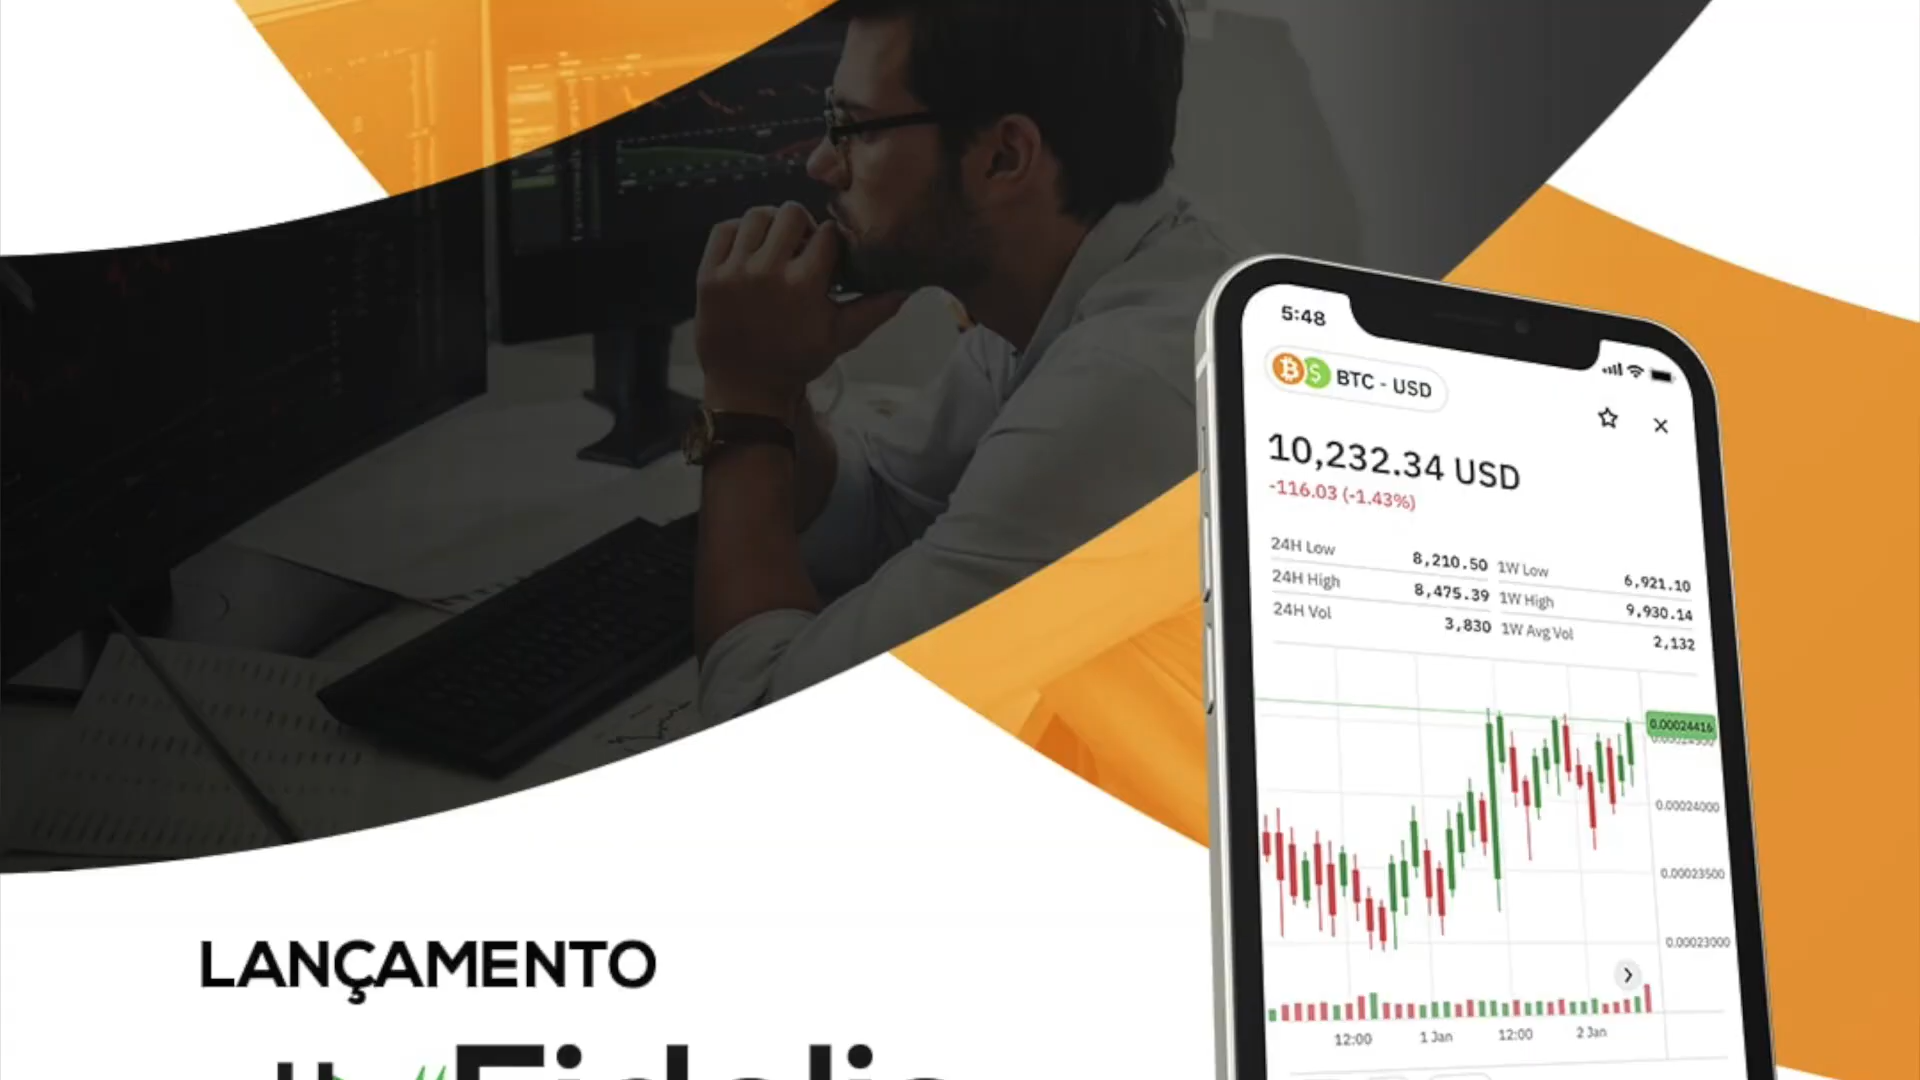 5:48
BTC - USD
10,232.34 USD
-116.03 (-1.43%)
24H Low 8,210.50 1W Low 6,921.10
24H High 8,475.39 1W High 9,930.14
24H Vol 3,830 1W Avg Vol 2,132
0.00024416
0.00024000
0.00023500
0.00023000
12:00 1 Jan 12:00 2 Jan
LANÇAMENTO
Fidelis